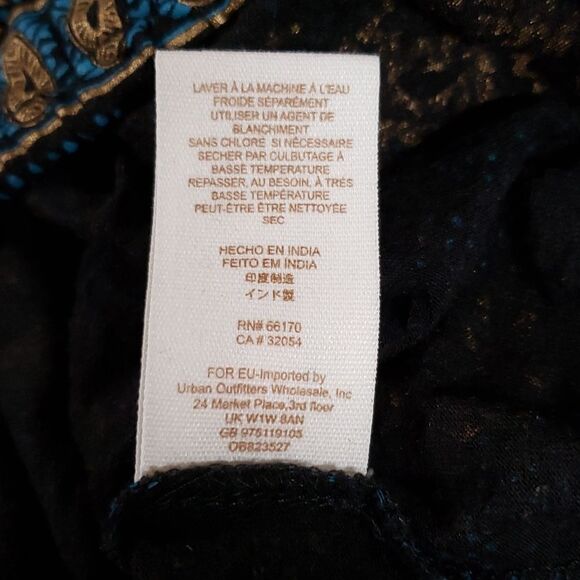 LAVER À LA MACHINE À L'EAU
FROIDE SÉPARÉMENT
UTILISER UN AGENT DE
BLANCHIMENT
SANS CHLORE SI NÉCESSAIRE
SECHER PAR CULBUTAGE À
BASSE TEMPERATURE
REPASSER, AU BESOIN, À TRÈS
BASSE TEMPÉRATURE
PEUT-ÊTRE ÊTRE NETTOYÉE
SEC
HECHO EN INDIA
FEITO EM ÍNDIA
印度制造
インド製
RN# 66170
CA # 32054
FOR EU-Imported by
Urban Outfitters Wholesale, Inc
24 Market Place,3rd floor
UK W1W 8AN
GB 975119105
OB823527